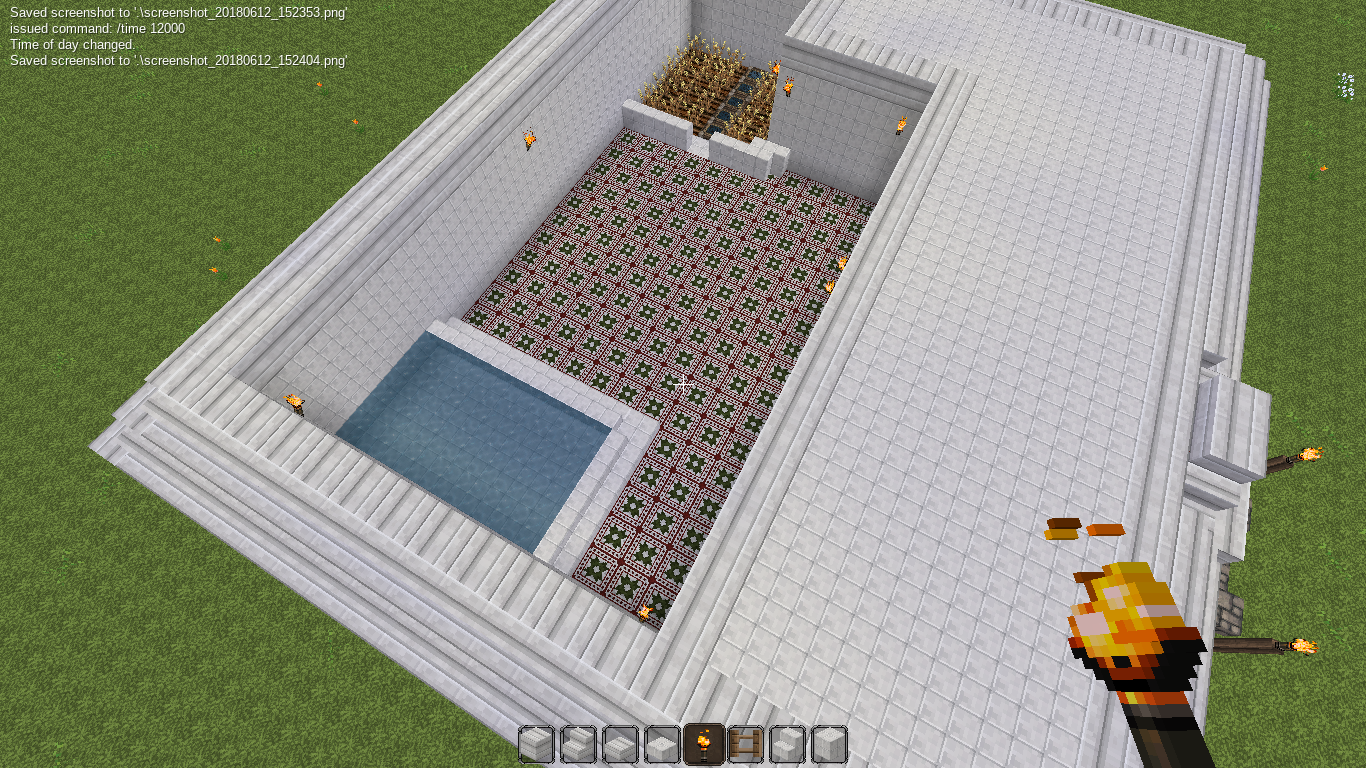 Saved screenshot to '.\screenshot_20180612_152353.png'
issued command: /time 12000
Time of day changed.
Saved screenshot to '.\screenshot_20180612_152404.png'